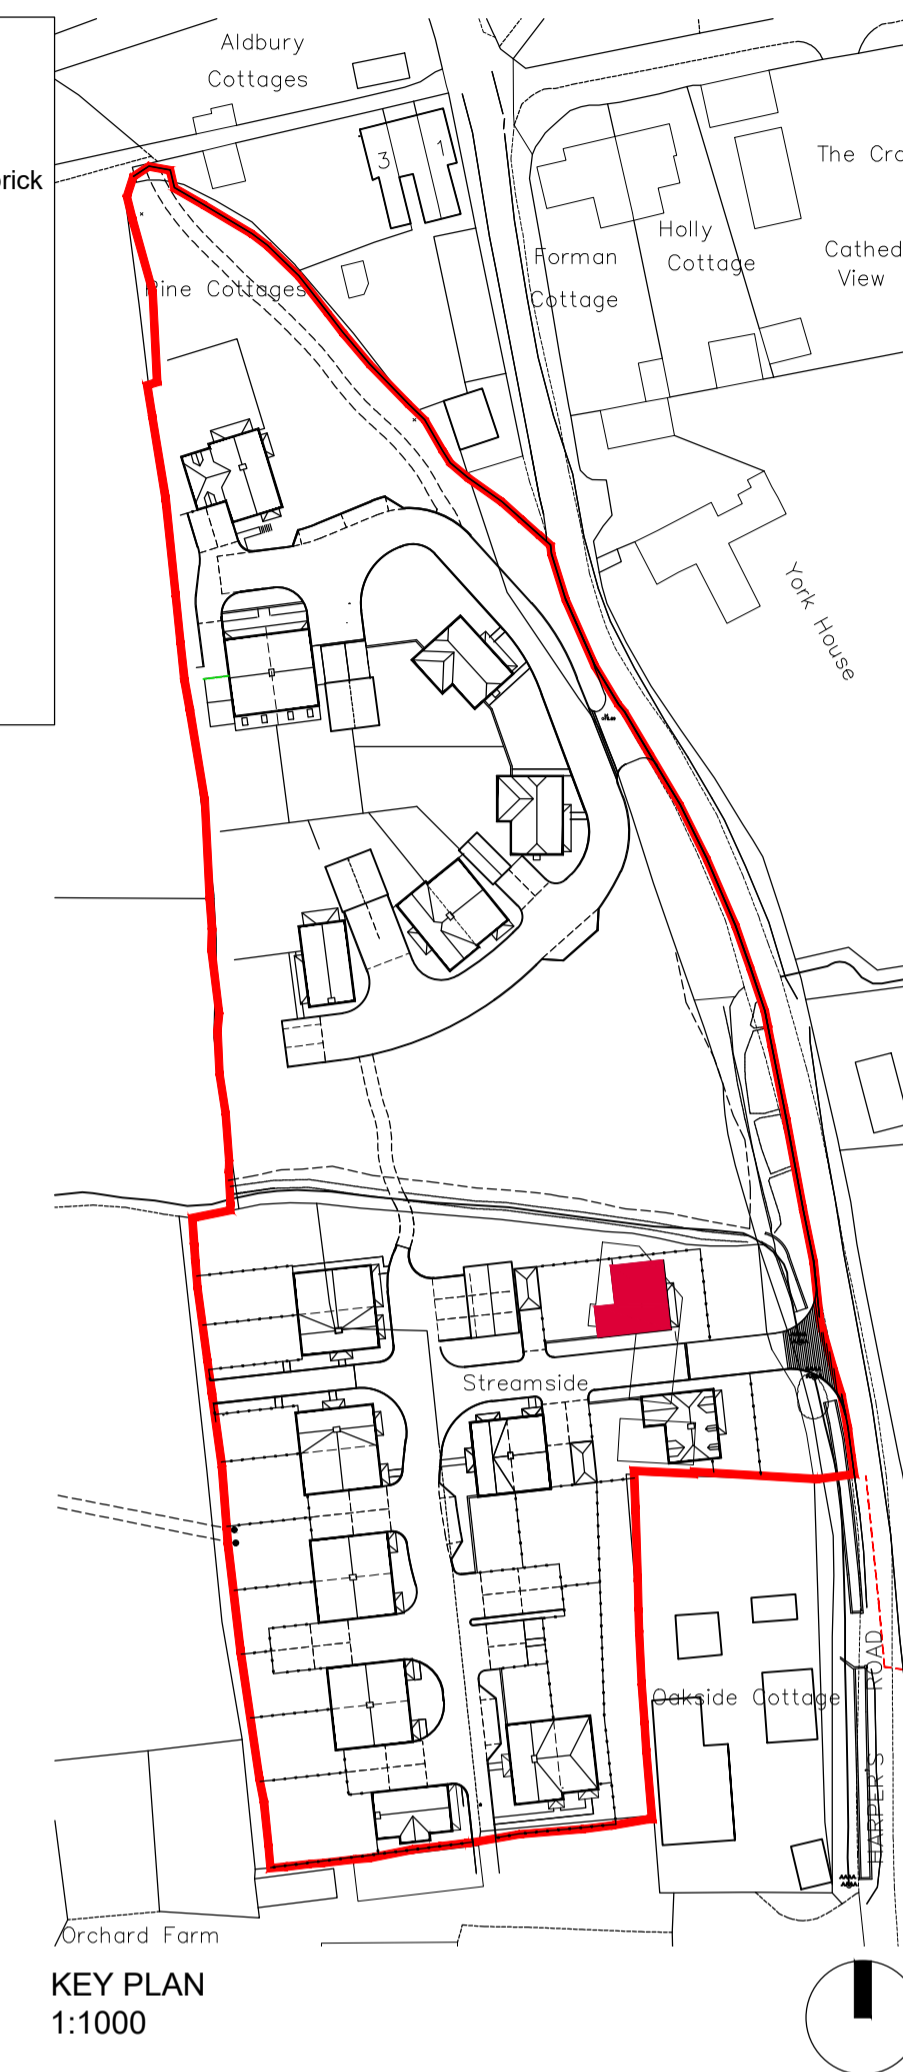 Aldbury
Cottages
brick
3
1
The Cro
Holly
Cottage
Forman
Cottage
Cathed
View
Pine Cottages
York House
Streamside
Oakside Cottage
HARPER'S ROAD
Orchard Farm
KEY PLAN
1:1000